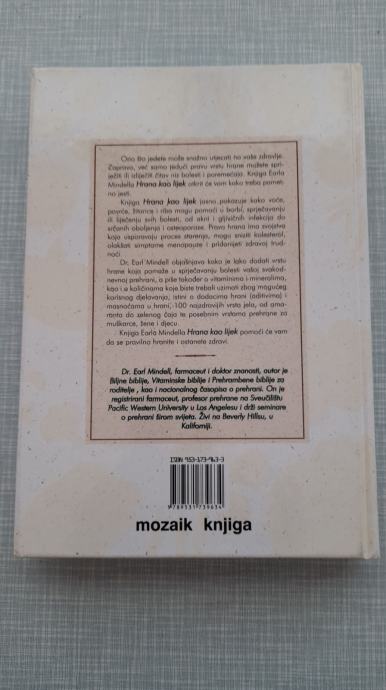 Ono što jedete može snažno utjecati na vaše zdravlje.
Zapravo, već samo jedući pravu vrstu hrane možete spri-
ječiti ili izliječiti čitav niz bolesti i poremećaja. Knjiga Earla
Mindella Hrana kao lijek otkrit će vam kako treba pamet-
no jesti.
Knjiga Hrana kao lijek jasno pokazuje kako voće,
povrće, žitarice i riba mogu pomoći u borbi, sprječavanju
ili liječenju svih bolesti, od akni i gljivičnih infekcija do
srčanih oboljenja i osteoporoze. Prava hrana ima svojstva
koja usporavaju proces starenja, mogu sniziti kolesterol,
olakšati simptome menopauze i pridonijeti zdravoj trud-
noći.
Dr. Earl Mindell objašnjava kako je lako dodati vrstu
hrane koja pomaže u sprječavanju bolesti vašoj svakod-
nevnoj prehrani, a piše također o vitaminima i mineralima,
kao i o količinama koje biste trebali uzimati zbog mogućeg
korisnog djelovanja, istini o dodacima hrani (aditivima) i
masnoćama u hrani, 100 najzdravijih vrsta jela, od ama-
ranta do zelenog čaja te posebnim vrstama prehrane za
muškarce, žene i djecu.
Knjiga Earla Mindella Hrana kao lijek pomoći će vam
da se pravilno hranite i ostanete zdravi.
Dr. Earl Mindell, farmaceut i doktor znanosti, autor je
Biljne biblije, Vitaminske biblije i Prehrambene biblije za
roditelje , kao i nacionalnog časopisa o prehrani. On je
registrirani farmaceut, profesor prehrane na Sveučilištu
Pacific Western University u Los Angelesu i drži seminare
o prehrani širom svijeta. Živi na Beverly Hillsu, u
Kaliforniji.
ISBN 953-173-963-3
9789531739634
mozaik knjiga